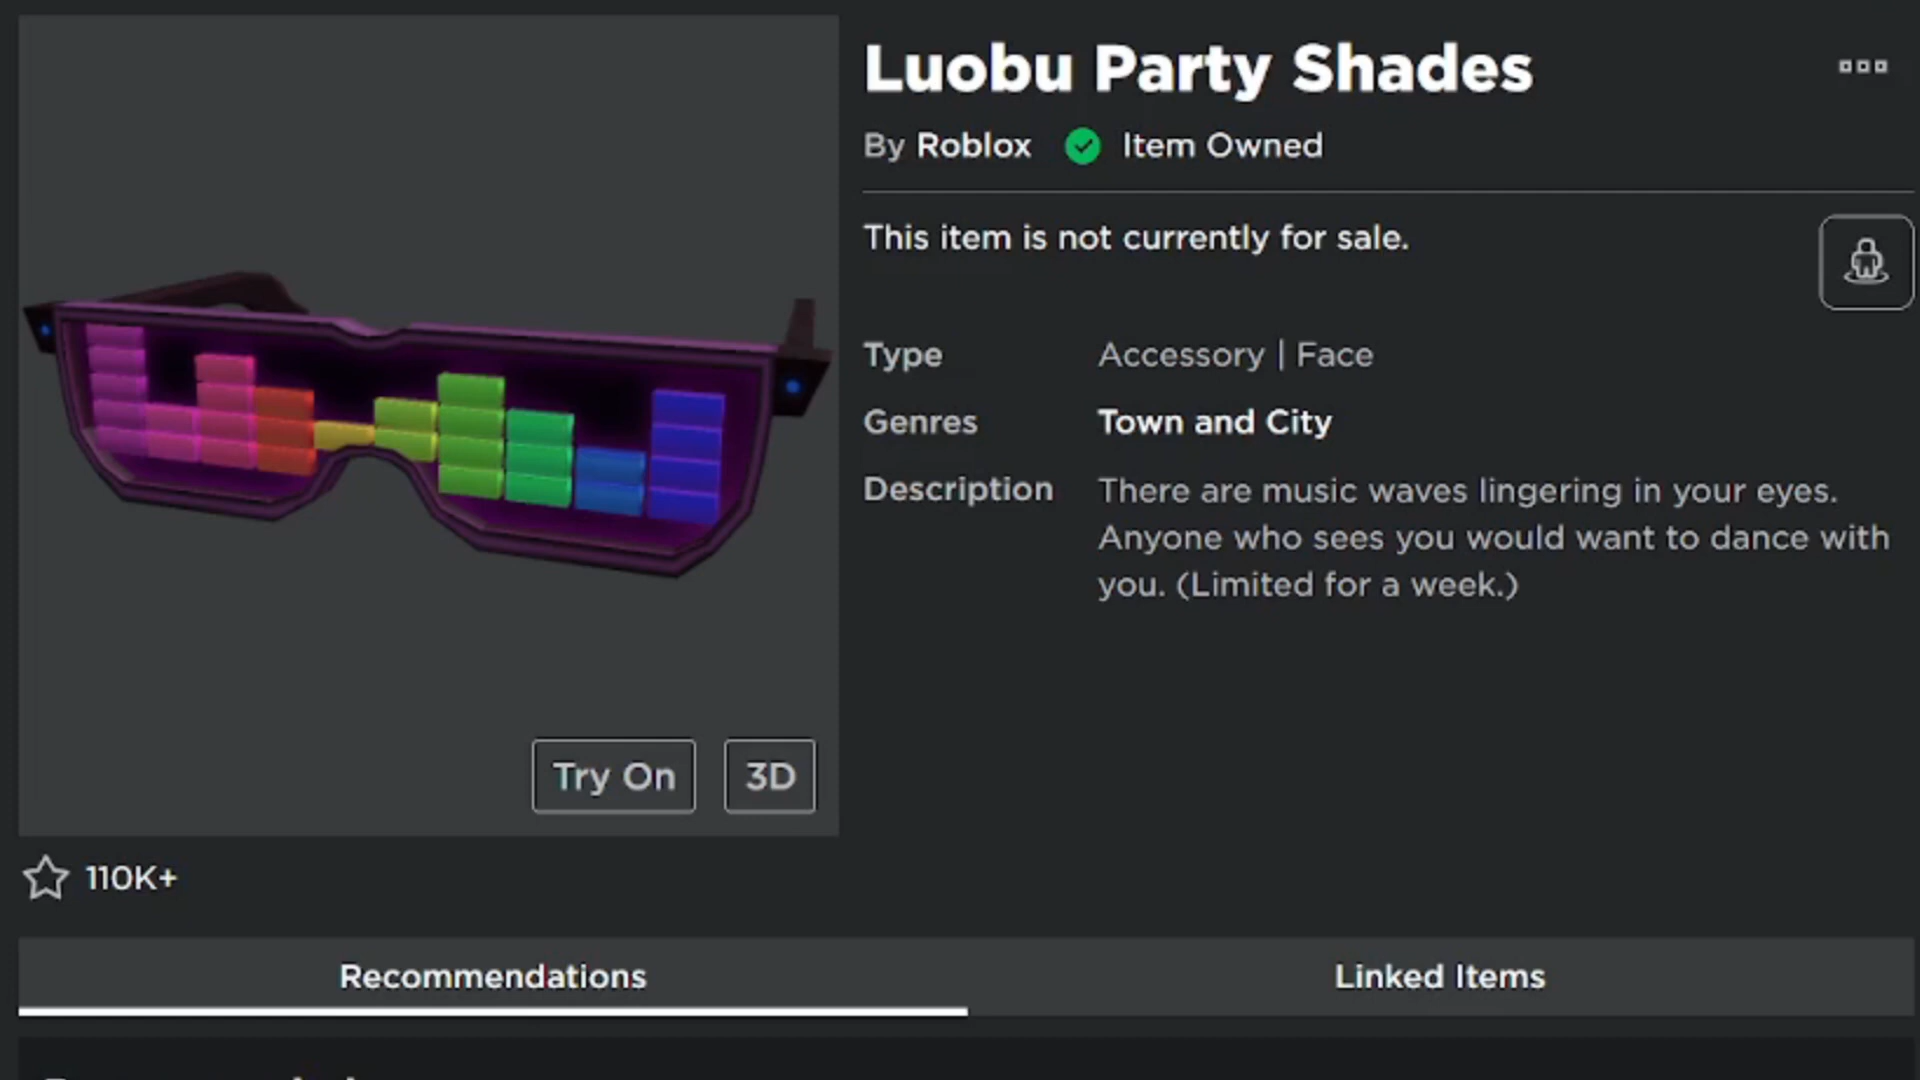 Luobu Party Shades
By Roblox Item Owned
This item is not currently for sale.
Type Accessory | Face
Genres Town and City
Description There are music waves lingering in your eyes.
Anyone who sees you would want to dance with
you. (Limited for a week.)
Try On 3D
110K+
Recommendations Linked Items